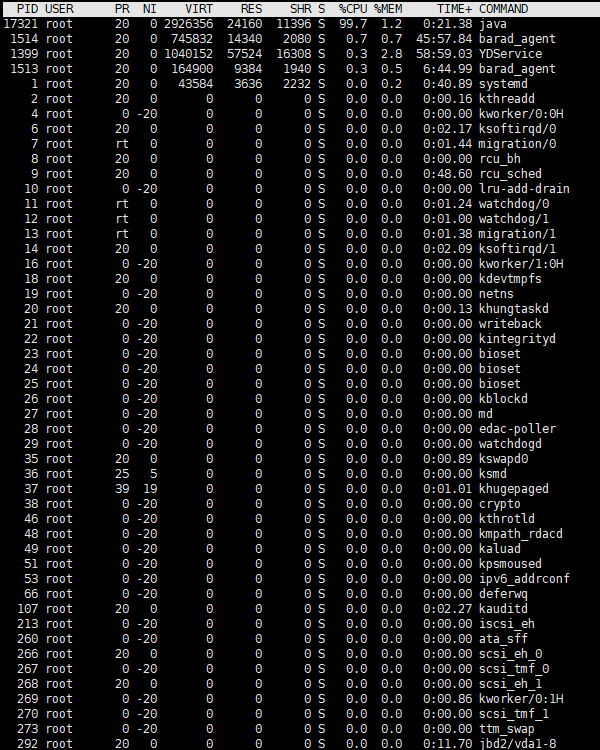 PID USER PR NI VIRT RES SHR S %CPU %MEM TIME+ COMMAND
17321 root 20 0 2926356 24160 11396 S 99.7 1.2 0:21.38 java
1514 root 20 0 745832 14340 2080 S 0.7 0.7 45:57.84 barad_agent
1399 root 20 0 1040152 57524 16308 S 0.3 2.8 58:59.03 YDService
1513 root 20 0 164900 9384 1940 S 0.3 0.5 6:44.99 barad_agent
1 root 20 0 43584 3636 2232 S 0.0 0.2 0:40.89 systemd
2 root 20 0 0 0 0 S 0.0 0.0 0:00.16 kthreadd
4 root 0 -20 0 0 0 S 0.0 0.0 0:00.00 kworker/0:0H
6 root 20 0 0 0 0 S 0.0 0.0 0:02.17 ksoftirqd/0
7 root rt 0 0 0 0 S 0.0 0.0 0:01.44 migration/0
8 root 20 0 0 0 0 S 0.0 0.0 0:00.00 rcu_bh
9 root 20 0 0 0 0 S 0.0 0.0 0:48.60 rcu_sched
10 root 0 -20 0 0 0 S 0.0 0.0 0:00.00 lru-add-drain
11 root rt 0 0 0 0 S 0.0 0.0 0:01.24 watchdog/0
12 root rt 0 0 0 0 S 0.0 0.0 0:01.00 watchdog/1
13 root rt 0 0 0 0 S 0.0 0.0 0:01.38 migration/1
14 root 20 0 0 0 0 S 0.0 0.0 0:02.09 ksoftirqd/1
16 root 0 -20 0 0 0 S 0.0 0.0 0:00.00 kworker/1:0H
18 root 20 0 0 0 0 S 0.0 0.0 0:00.00 kdevtmpfs
19 root 0 -20 0 0 0 S 0.0 0.0 0:00.00 netns
20 root 20 0 0 0 0 S 0.0 0.0 0:00.13 khungtaskd
21 root 0 -20 0 0 0 S 0.0 0.0 0:00.00 writeback
22 root 0 -20 0 0 0 S 0.0 0.0 0:00.00 kintegrityd
23 root 0 -20 0 0 0 S 0.0 0.0 0:00.00 bioset
24 root 0 -20 0 0 0 S 0.0 0.0 0:00.00 bioset
25 root 0 -20 0 0 0 S 0.0 0.0 0:00.00 bioset
26 root 0 -20 0 0 0 S 0.0 0.0 0:00.00 kblockd
27 root 0 -20 0 0 0 S 0.0 0.0 0:00.00 md
28 root 0 -20 0 0 0 S 0.0 0.0 0:00.00 edac-poller
29 root 0 -20 0 0 0 S 0.0 0.0 0:00.00 watchdogd
35 root 20 0 0 0 0 S 0.0 0.0 0:00.89 kswapd0
36 root 25 5 0 0 0 S 0.0 0.0 0:00.00 ksmd
37 root 39 19 0 0 0 S 0.0 0.0 0:01.01 khugepaged
38 root 0 -20 0 0 0 S 0.0 0.0 0:00.00 crypto
46 root 0 -20 0 0 0 S 0.0 0.0 0:00.00 kthrotld
48 root 0 -20 0 0 0 S 0.0 0.0 0:00.00 kmpath_rdacd
49 root 0 -20 0 0 0 S 0.0 0.0 0:00.00 kaluad
51 root 0 -20 0 0 0 S 0.0 0.0 0:00.00 kpsmoused
53 root 0 -20 0 0 0 S 0.0 0.0 0:00.00 ipv6_addrconf
66 root 0 -20 0 0 0 S 0.0 0.0 0:00.00 deferwq
107 root 20 0 0 0 0 S 0.0 0.0 0:02.27 kauditd
213 root 0 -20 0 0 0 S 0.0 0.0 0:00.00 iscsi_eh
260 root 0 -20 0 0 0 S 0.0 0.0 0:00.00 ata_sff
266 root 20 0 0 0 0 S 0.0 0.0 0:00.00 scsi_eh_0
267 root 0 -20 0 0 0 S 0.0 0.0 0:00.00 scsi_tmf_0
268 root 20 0 0 0 0 S 0.0 0.0 0:00.00 scsi_eh_1
269 root 0 -20 0 0 0 S 0.0 0.0 0:00.86 kworker/0:1H
270 root 0 -20 0 0 0 S 0.0 0.0 0:00.00 scsi_tmf_1
273 root 0 -20 0 0 0 S 0.0 0.0 0:00.00 ttm_swap
292 root 20 0 0 0 0 S 0.0 0.0 0:11.70 jbd2/vda1-8